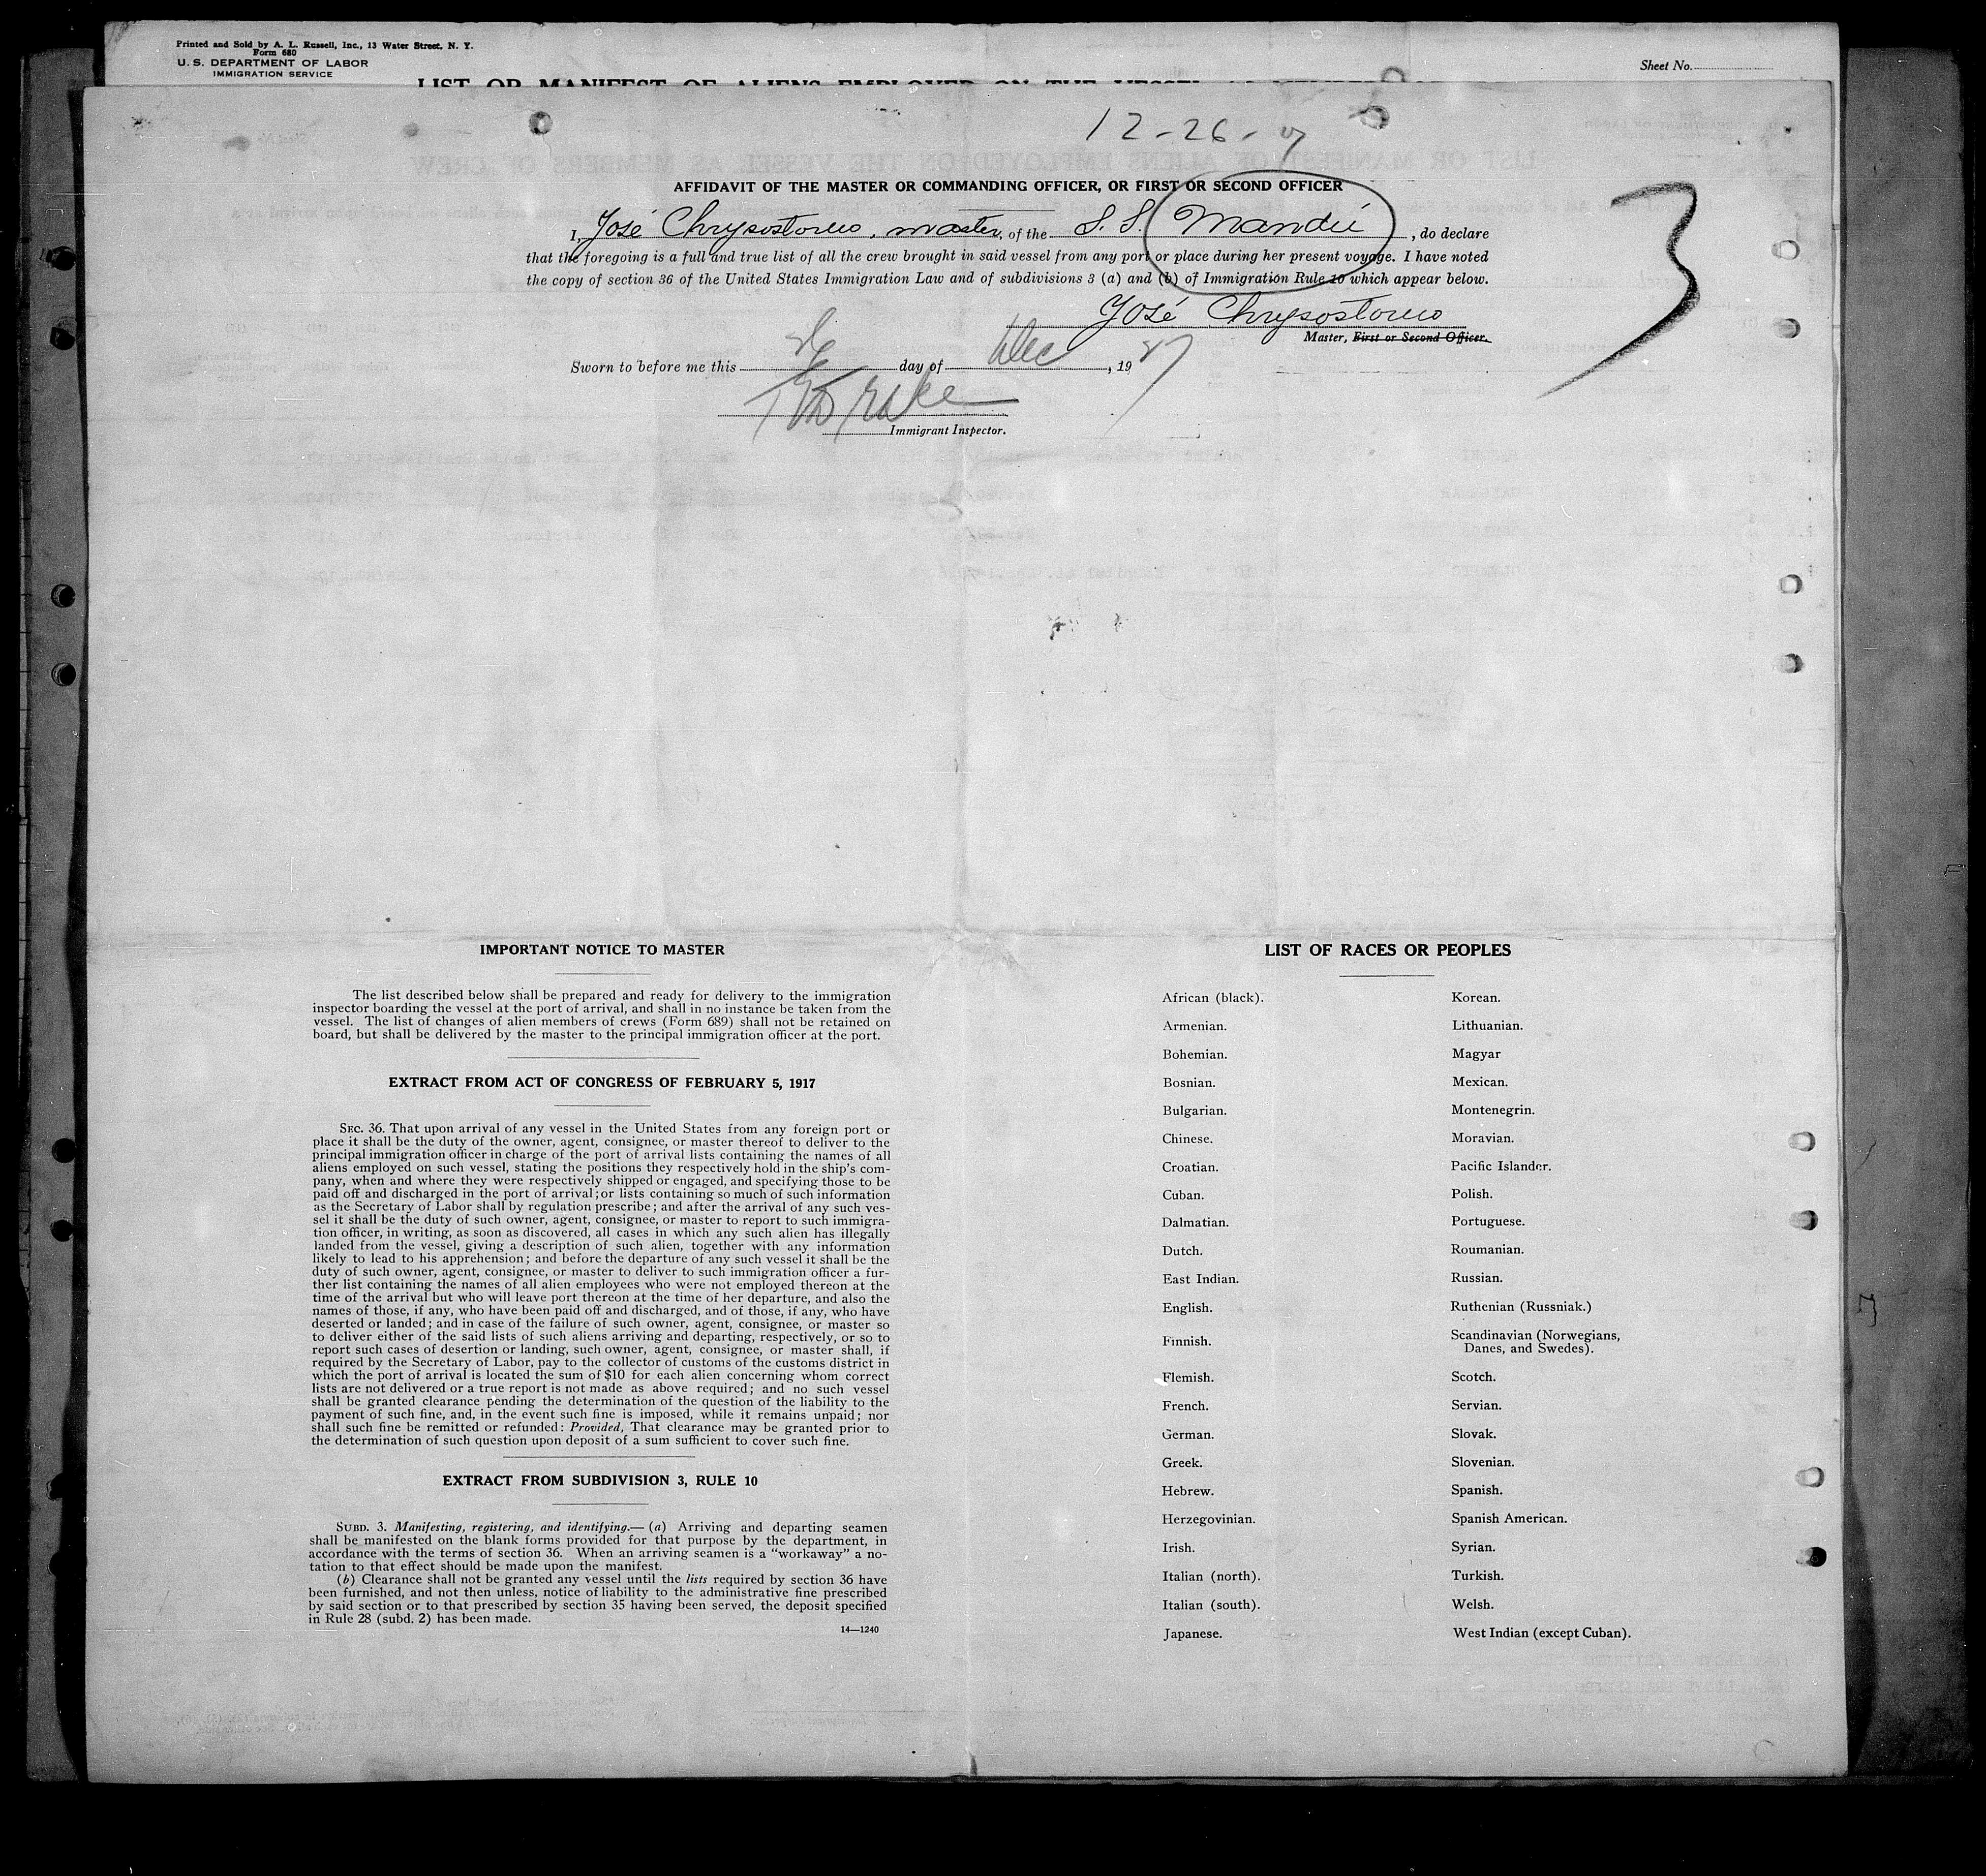 Printed and Sold by A. L. Russell, Inc., 13 Water Street, N. Y.
Form 680
U. S. DEPARTMENT OF LABOR
IMMIGRATION SERVICE
Sheet No.
LIST OR MANIFEST OF ALIENS EMPLOYED ON THE VESSEL
12-26-
AFFIDAVIT OF THE MASTER OR COMMANDING OFFICER, OR FIRST OR SECOND OFFICER
I, José Chrysostomo, master, of the S. S. Mandú, do declare
that the foregoing is a full and true list of all the crew brought in said vessel from any port or place during her present voyage. I have noted
the copy of section 36 of the United States Immigration Law and of subdivisions 3 (a) and (b) of Immigration Rule 10 which appear below.
3
José Chrysostomo
Master, First or Second Officer.
Sworn to before me this 26 day of Dec, 1927
Immigrant Inspector.
IMPORTANT NOTICE TO MASTER
The list described below shall be prepared and ready for delivery to the immigration
inspector boarding the vessel at the port of arrival, and shall in no instance be taken from the
vessel. The list of changes of alien members of crews (Form 689) shall not be retained on
board, but shall be delivered by the master to the principal immigration officer at the port.
EXTRACT FROM ACT OF CONGRESS OF FEBRUARY 5, 1917
SEC. 36. That upon arrival of any vessel in the United States from any foreign port or
place it shall be the duty of the owner, agent, consignee, or master thereof to deliver to the
principal immigration officer in charge of the port of arrival lists containing the names of all
aliens employed on such vessel, stating the positions they respectively hold in the ship's com-
pany, when and where they were respectively shipped or engaged, and specifying those to be
paid off and discharged in the port of arrival; or lists containing so much of such information
as the Secretary of Labor shall by regulation prescribe; and after the arrival of any such ves-
sel it shall be the duty of such owner, agent, consignee, or master to report to such immigra-
tion officer, in writing, as soon as discovered, all cases in which any such alien has illegally
landed from the vessel, giving a description of such alien, together with any information
likely to lead to his apprehension; and before the departure of any such vessel it shall be the
duty of such owner, agent, consignee, or master to deliver to such immigration officer a fur-
ther list containing the names of all alien employees who were not employed thereon at the
time of the arrival but who will leave port thereon at the time of her departure, and also the
names of those, if any, who have been paid off and discharged, and of those, if any, who have
deserted or landed; and in case of the failure of such owner, agent, consignee, or master so
to deliver either of the said lists of such aliens arriving and departing, respectively, or so to
report such cases of desertion or landing, such owner, agent, consignee, or master shall, if
required by the Secretary of Labor, pay to the collector of customs of the customs district in
which the port of arrival is located the sum of $10 for each alien concerning whom correct
lists are not delivered or a true report is not made as above required; and no such vessel
shall be granted clearance pending the determination of the question of the liability to the
payment of such fine, and, in the event such fine is imposed, while it remains unpaid; nor
shall such fine be remitted or refunded: Provided, That clearance may be granted prior to
the determination of such question upon deposit of a sum sufficient to cover such fine.
EXTRACT FROM SUBDIVISION 3, RULE 10
SUBD. 3. Manifesting, registering, and identifying.—(a) Arriving and departing seamen
shall be manifested on the blank forms provided for that purpose by the department, in
accordance with the terms of section 36. When an arriving seamen is a "workaway" a no-
tation to that effect should be made upon the manifest.
(b) Clearance shall not be granted any vessel until the lists required by section 36 have
been furnished, and not then unless, notice of liability to the administrative fine prescribed
by said section or to that prescribed by section 35 having been served, the deposit specified
in Rule 28 (subd. 2) has been made.
14—1240
LIST OF RACES OR PEOPLES
African (black).
Armenian.
Bohemian.
Bosnian.
Bulgarian.
Chinese.
Croatian.
Cuban.
Dalmatian.
Dutch.
East Indian.
English.
Finnish.
Flemish.
French.
German.
Greek.
Hebrew.
Herzegovinian.
Irish.
Italian (north).
Italian (south).
Japanese.
Korean.
Lithuanian.
Magyar
Mexican.
Montenegrin.
Moravian.
Pacific Islander.
Polish.
Portuguese.
Roumanian.
Russian.
Ruthenian (Russniak.)
Scandinavian (Norwegians,
Danes, and Swedes).
Scotch.
Servian.
Slovak.
Slovenian.
Spanish.
Spanish American.
Syrian.
Turkish.
Welsh.
West Indian (except Cuban).